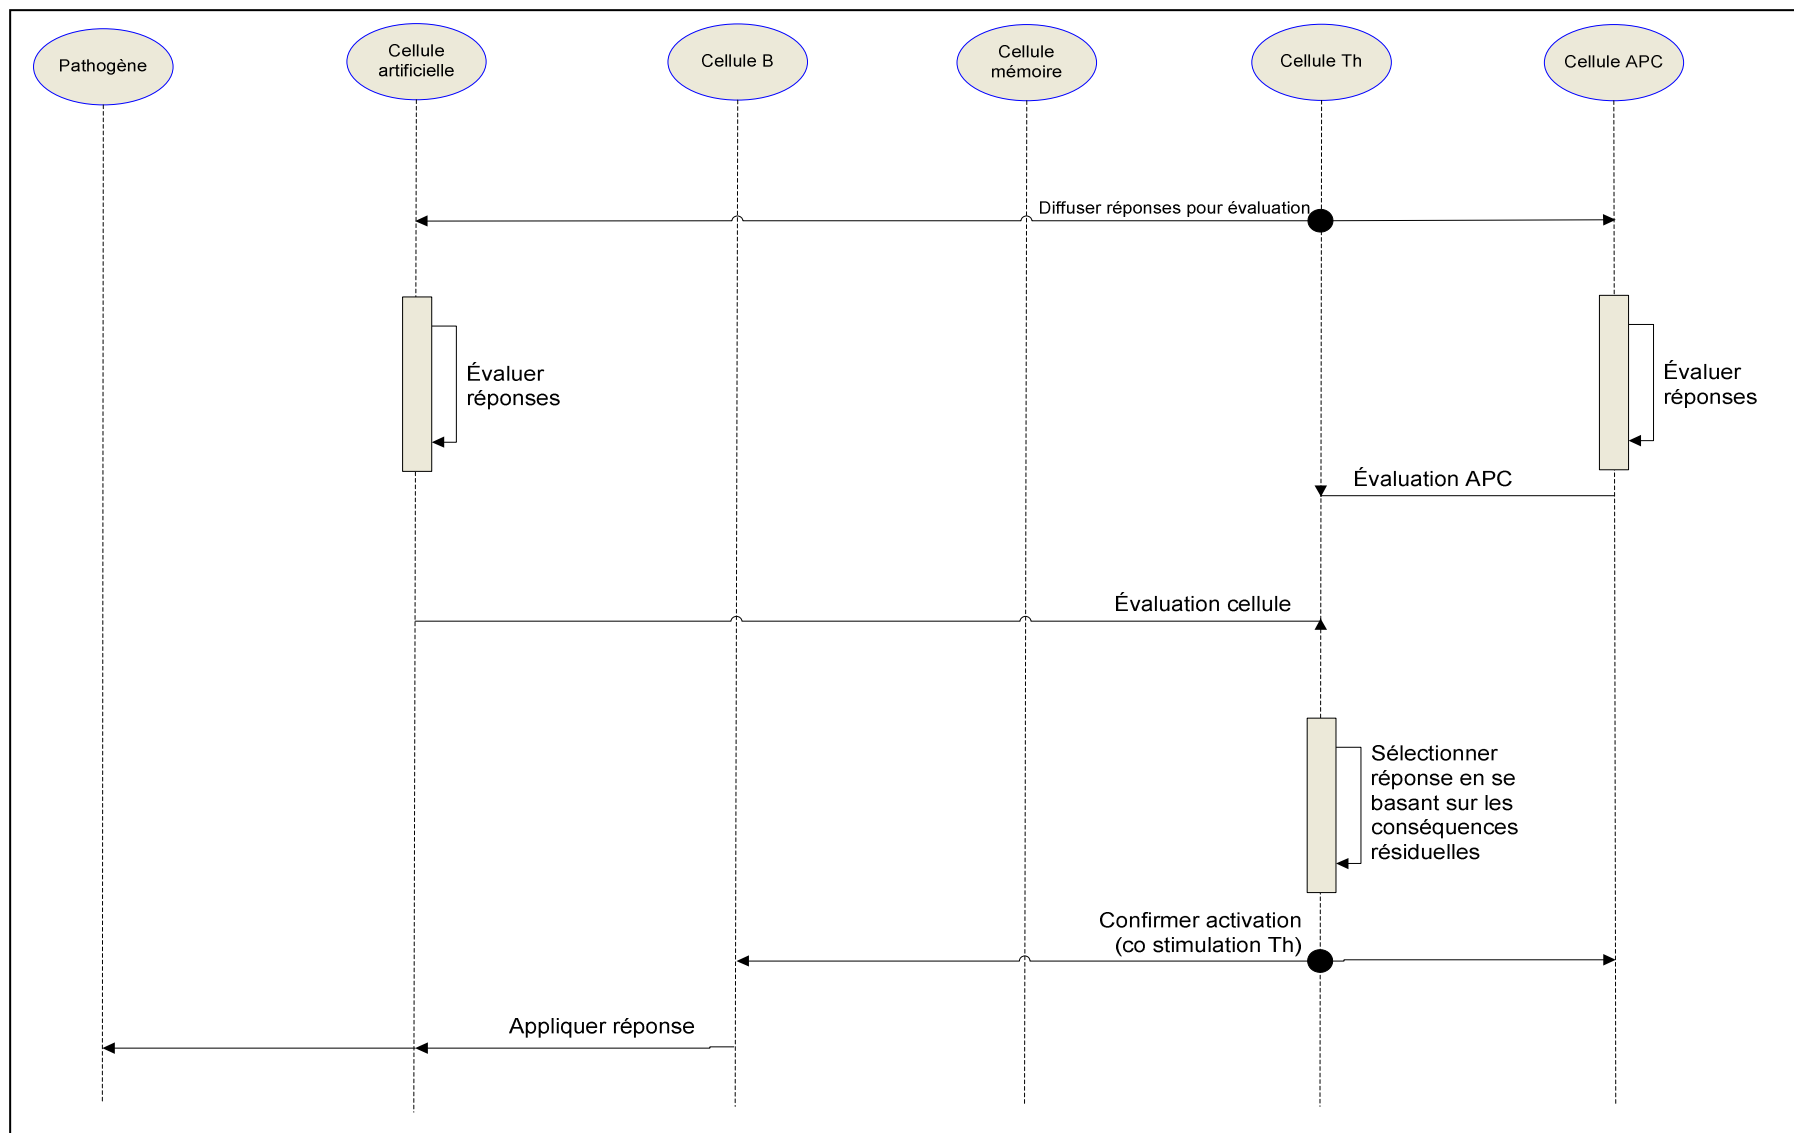 Pathogène
Cellule
artificielle
Cellule B
Cellule
mémoire
Cellule Th
Cellule APC
Diffuser réponses pour évaluation
Évaluer
réponses
Évaluer
réponses
Évaluation APC
Évaluation cellule
Sélectionner
réponse en se
basant sur les
conséquences
résiduelles
Confirmer activation
(co stimulation Th)
Appliquer réponse